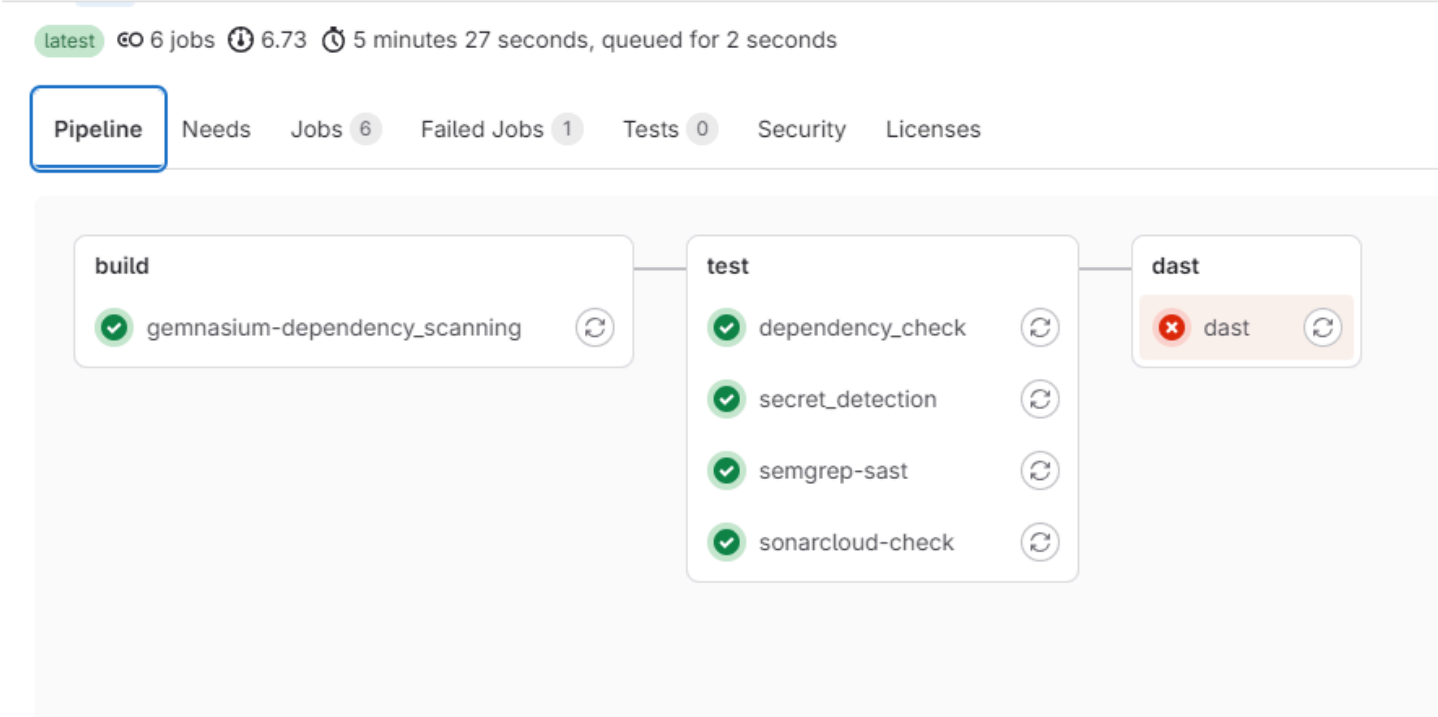 latest 6 jobs 6.73 5 minutes 27 seconds, queued for 2 seconds
Pipeline Needs Jobs 6 Failed Jobs 1 Tests 0 Security Licenses
build
gemnasium-dependency_scanning
test
dependency_check
secret_detection
semgrep-sast
sonarcloud-check
dast
dast